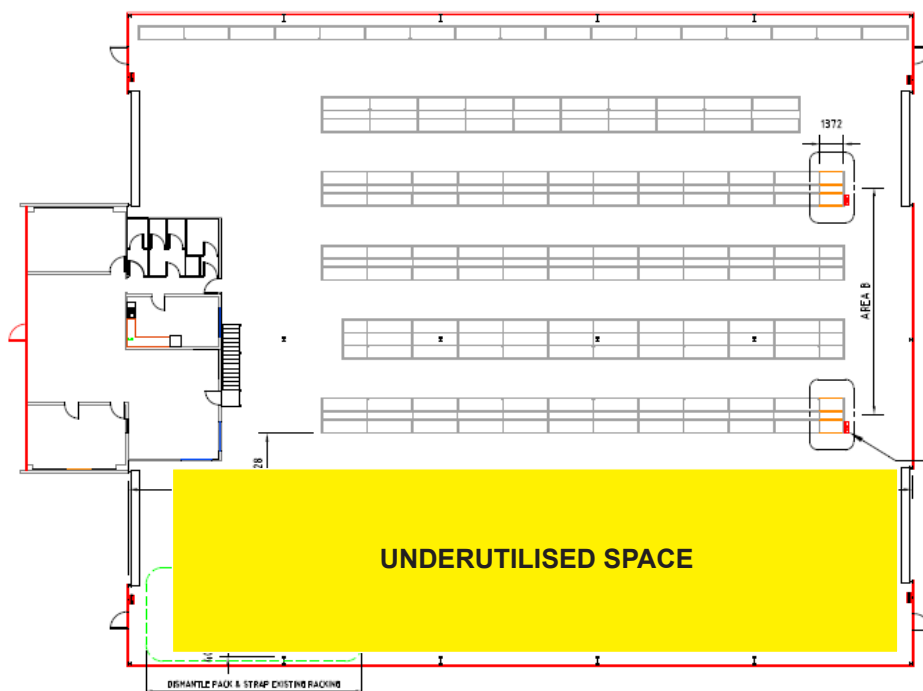 1372
AREA B
28
UNDERUTILISED SPACE
DISMANTLE PACK & STRAP EXISTING RACKING